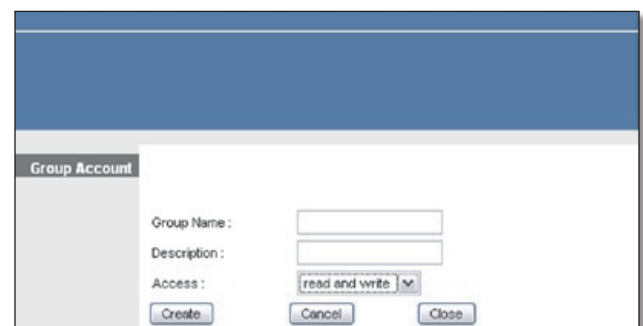 Group Account
Group Name :
Description :
Access : read and write
Create Cancel Close